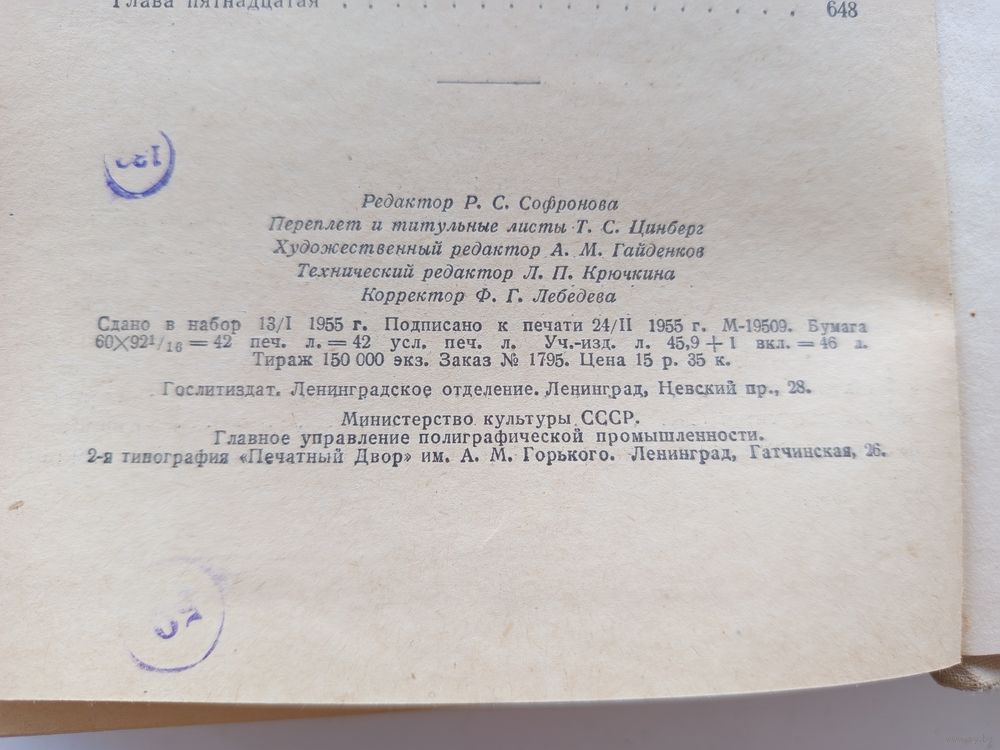 Глава пятнадцатая . . . . . . . . . . . . . . . . . 648
Редактор Р. С. Софронова
Переплет и титульные листы Т. С. Цинберг
Художественный редактор А. М. Гайденков
Технический редактор Л. П. Крючкина
Корректор Ф. Г. Лебедева
Сдано в набор 13/I 1955 г. Подписано к печати 24/II 1955 г. М-19509. Бумага
60×92¹/₁₆ = 42 печ. л. = 42 усл. печ. л. Уч.-изд. л. 45,9 + 1 вкл. = 46 л.
Тираж 150 000 экз. Заказ № 1795. Цена 15 р. 35 к.
Гослитиздат. Ленинградское отделение. Ленинград, Невский пр., 28.
Министерство культуры СССР.
Главное управление полиграфической промышленности.
2-я типография «Печатный Двор» им. А. М. Горького. Ленинград, Гатчинская, 26.